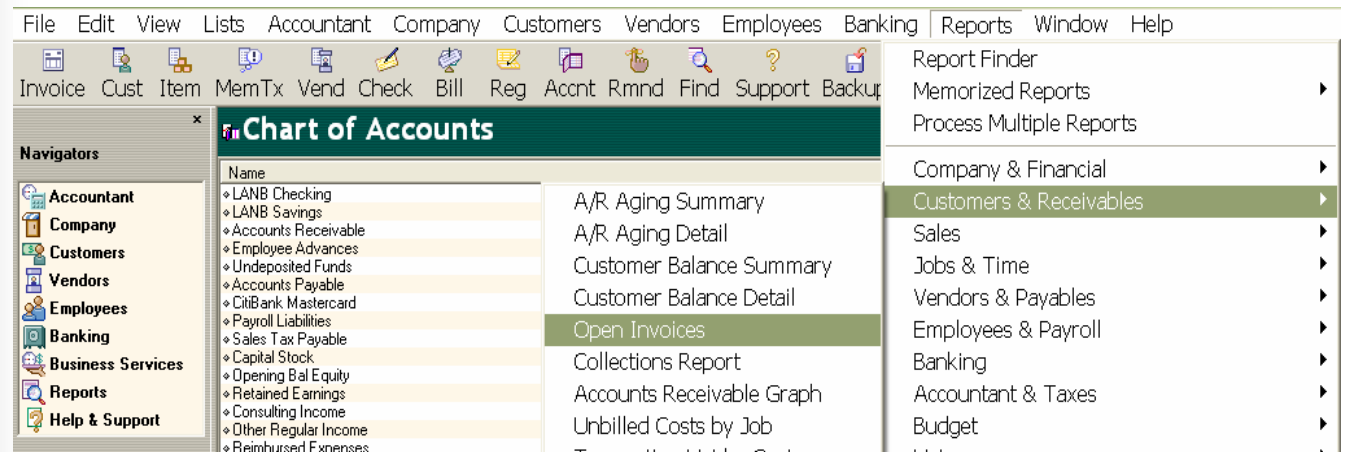 File Edit View Lists Accountant Company Customers Vendors Employees Banking Reports Window Help
Invoice Cust Item MemTx Vend Check Bill Reg Accnt Rmnd Find Support Backup
Navigators
Accountant
Company
Customers
Vendors
Employees
Banking
Business Services
Reports
Help & Support
Chart of Accounts
Name
LANB Checking
LANB Savings
Accounts Receivable
Employee Advances
Undeposited Funds
Accounts Payable
CitiBank Mastercard
Payroll Liabilities
Sales Tax Payable
Capital Stock
Opening Bal Equity
Retained Earnings
Consulting Income
Other Regular Income
Reimbursed Expenses
A/R Aging Summary
A/R Aging Detail
Customer Balance Summary
Customer Balance Detail
Open Invoices
Collections Report
Accounts Receivable Graph
Unbilled Costs by Job
Report Finder
Memorized Reports
Process Multiple Reports
Company & Financial
Customers & Receivables
Sales
Jobs & Time
Vendors & Payables
Employees & Payroll
Banking
Accountant & Taxes
Budget